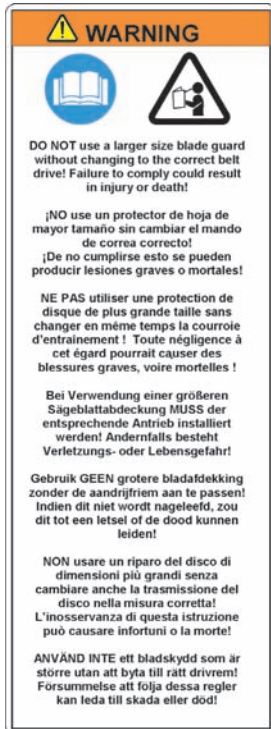 WARNING
DO NOT use a larger size blade guard
without changing to the correct belt
drive! Failure to comply could result
in injury or death!
¡NO use un protector de hoja de
mayor tamaño sin cambiar el mando
de correa correcto!
¡De no cumplirse esto se pueden
producir lesiones graves o mortales!
NE PAS utiliser une protection de
disque de plus grande taille sans
changer en même temps la courroie
d'entraînement ! Toute négligence à
cet égard pourrait causer des
blessures graves, voire mortelles !
Bei Verwendung einer größeren
Sägeblattabdeckung MUSS der
entsprechende Antrieb installiert
werden! Andernfalls besteht
Verletzungs- oder Lebensgefahr!
Gebruik GEEN grotere bladafdekking
zonder de aandrijfriem aan te passen!
Indien dit niet wordt nageleefd, zou
dit tot een letsel of de dood kunnen
leiden!
NON usare un riparo del disco di
dimensioni più grandi senza
cambiare anche la trasmissione del
disco nella misura corretta!
L'inosservanza di questa istruzione
può causare infortuni o la morte!
ANVÄND INTE ett bladskydd som är
större utan att byta till rätt drivrem!
Försummelse att följa dessa regler
kan leda till skada eller död!